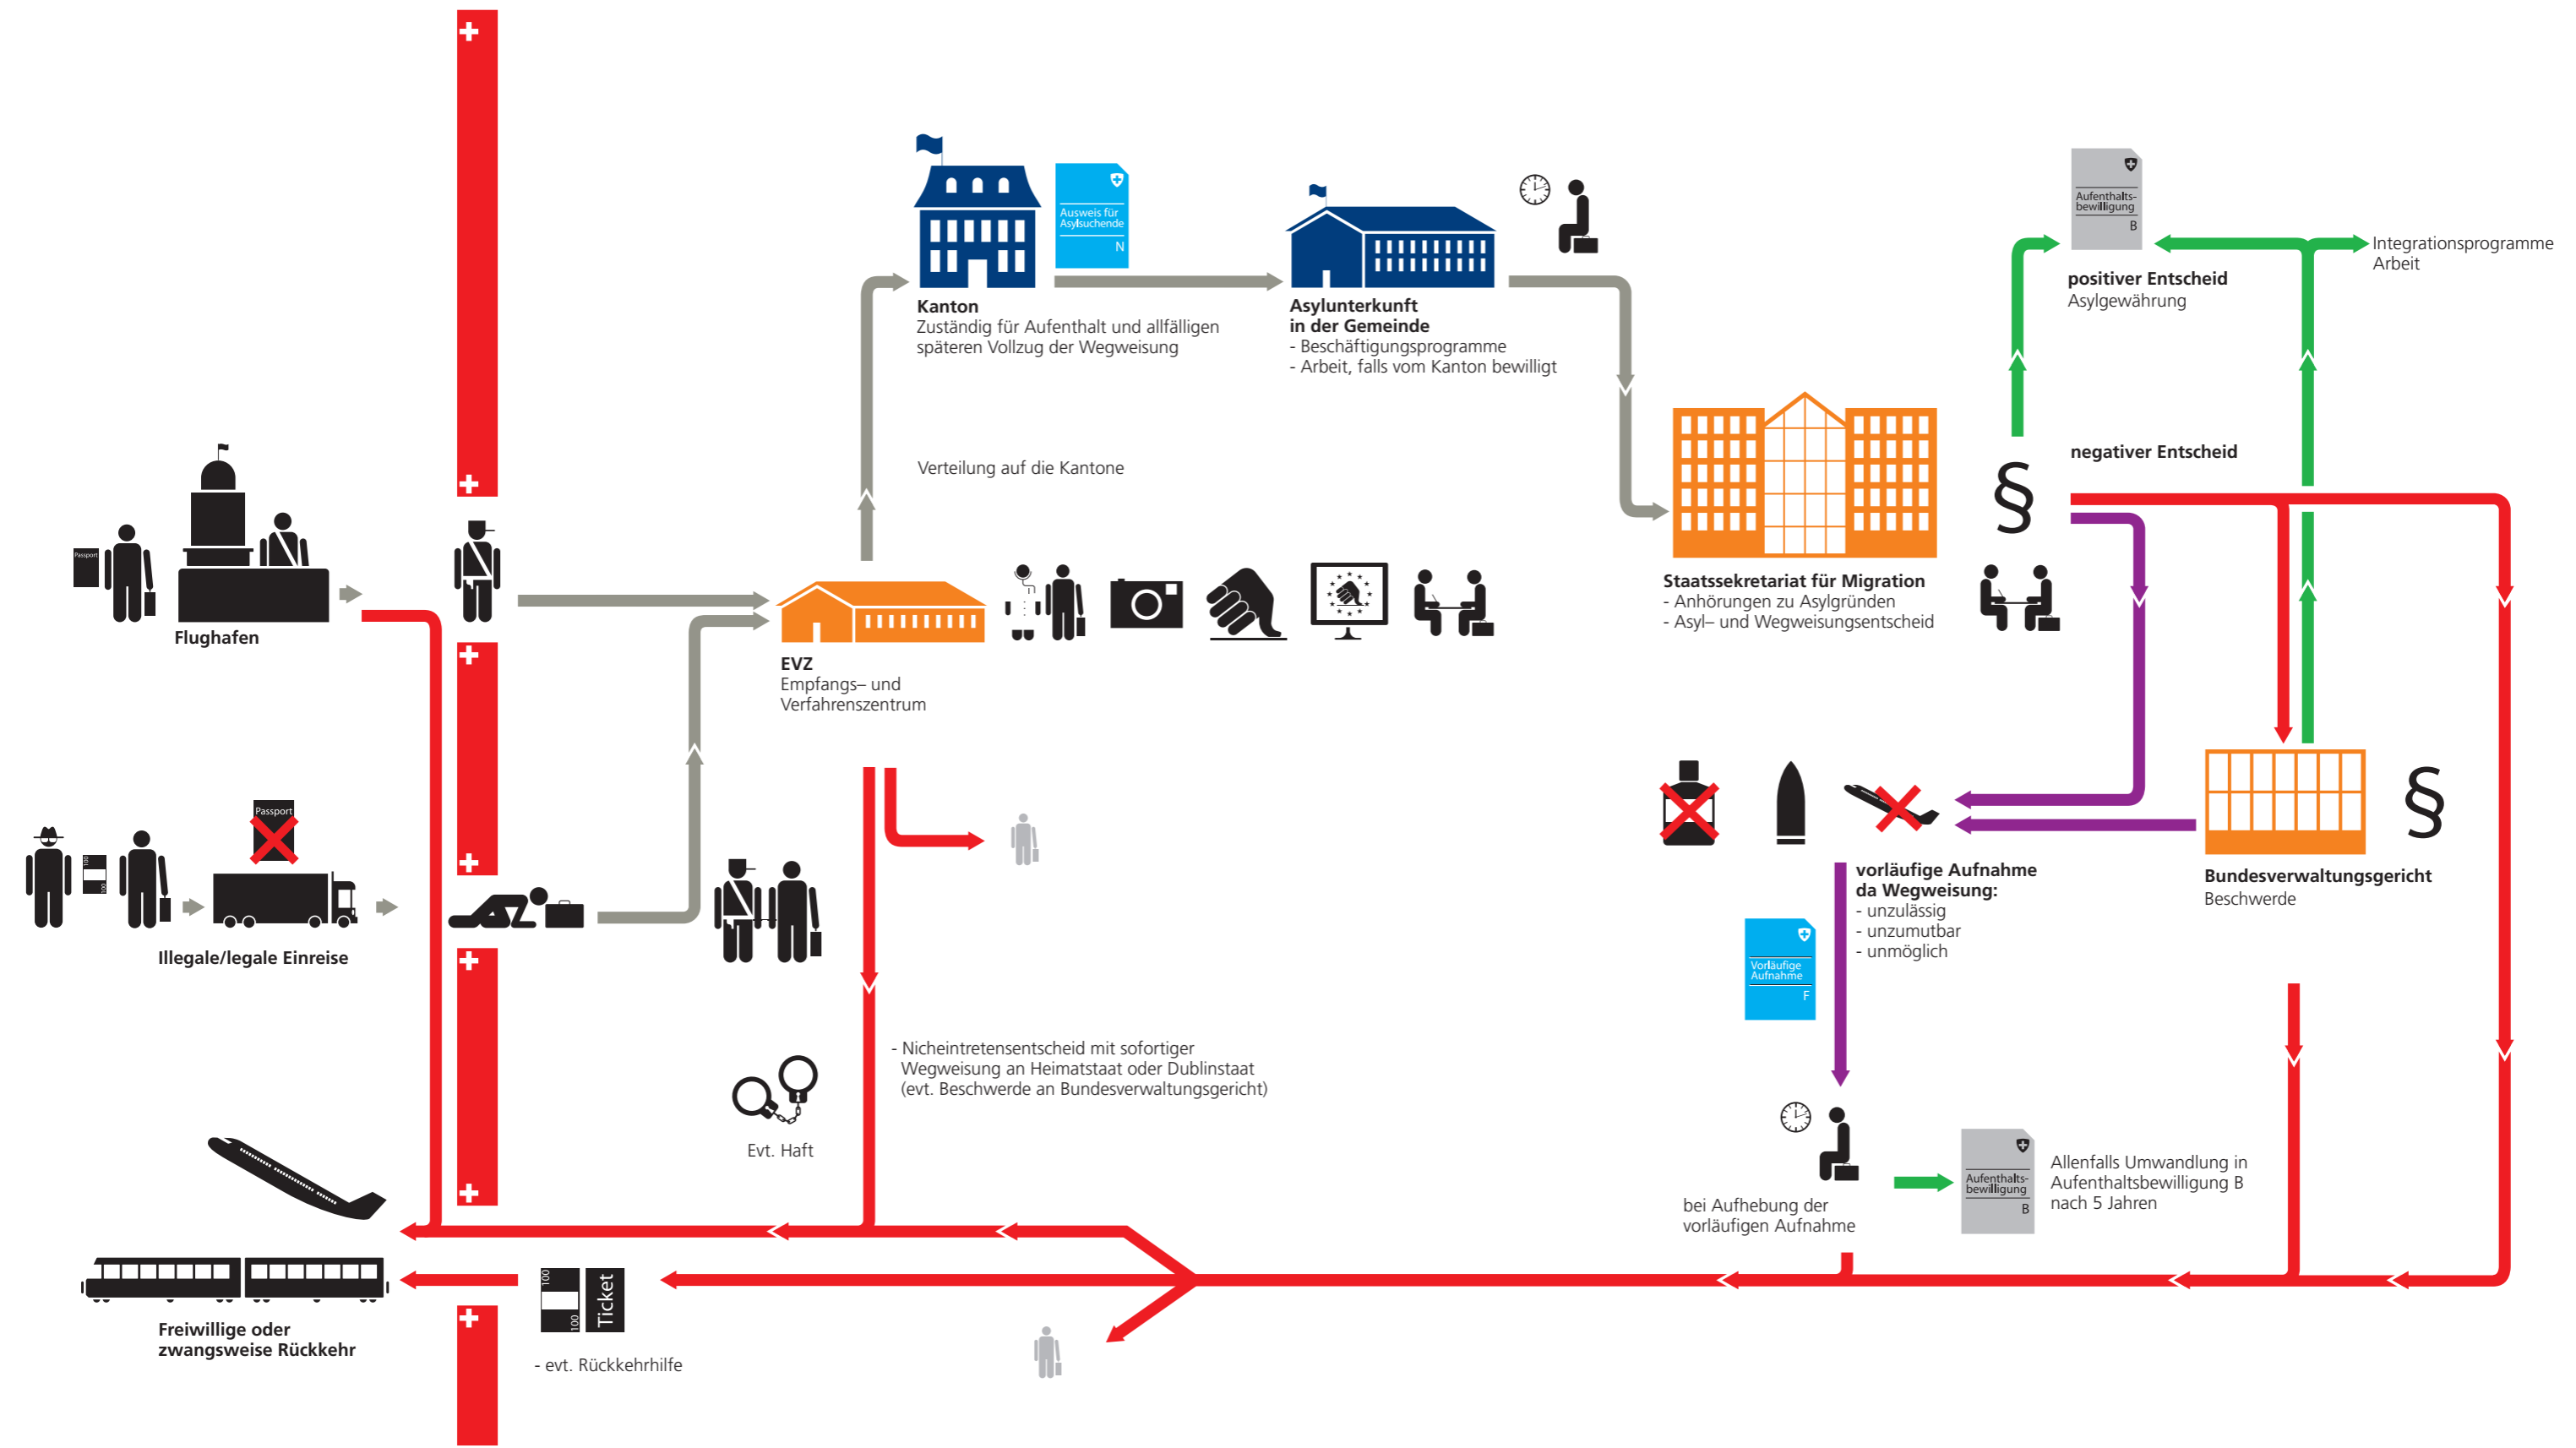 Passport
Flughafen
Passport
100
100
Illegale/legale Einreise
Freiwillige oder
zwangsweise Rückkehr
100
100
Ticket
- evt. Rückkehrhilfe
Kanton
Zuständig für Aufenthalt und allfälligen
späteren Vollzug der Wegweisung
Ausweis für
Asylsuchende
N
Verteilung auf die Kantone
Asylunterkunft
in der Gemeinde
- Beschäftigungsprogramme
- Arbeit, falls vom Kanton bewilligt
EVZ
Empfangs– und
Verfahrenszentrum
Evt. Haft
- Nicheintretensentscheid mit sofortiger
Wegweisung an Heimatstaat oder Dublinstaat
(evt. Beschwerde an Bundesverwaltungsgericht)
Staatssekretariat für Migration
- Anhörungen zu Asylgründen
- Asyl– und Wegweisungsentscheid
§
Aufenthalts-
bewilligung
B
positiver Entscheid
Asylgewährung
Integrationsprogramme
Arbeit
negativer Entscheid
Bundesverwaltungsgericht
Beschwerde
§
vorläufige Aufnahme
da Wegweisung:
- unzulässig
- unzumutbar
- unmöglich
Vorläufige
Aufnahme
F
bei Aufhebung der
vorläufigen Aufnahme
Aufenthalts-
bewilligung
B
Allenfalls Umwandlung in
Aufenthaltsbewilligung B
nach 5 Jahren